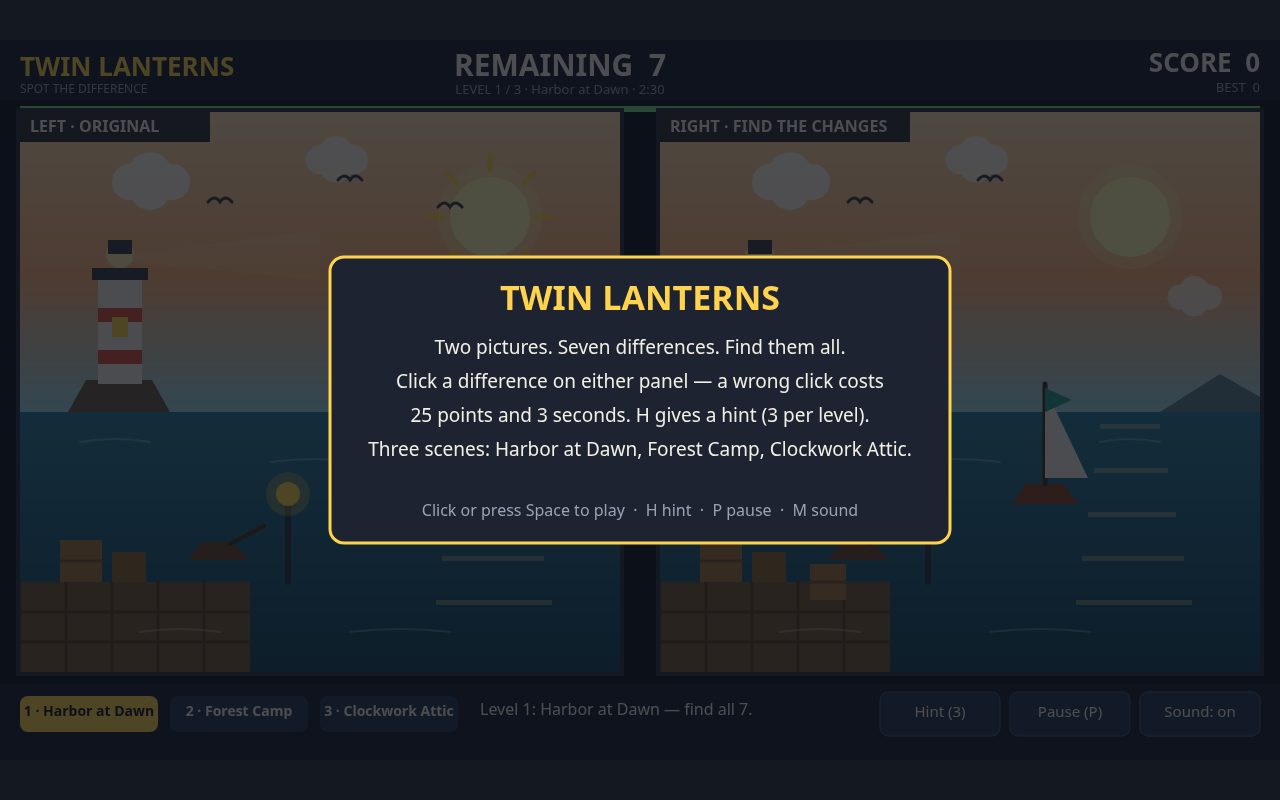 TWIN LANTERNS
SPOT THE DIFFERENCE
REMAINING 7
LEVEL 1 / 3 · Harbor at Dawn · 2:30
SCORE 0
BEST 0
LEFT · ORIGINAL
RIGHT · FIND THE CHANGES
TWIN LANTERNS
Two pictures. Seven differences. Find them all.
Click a difference on either panel — a wrong click costs
25 points and 3 seconds. H gives a hint (3 per level).
Three scenes: Harbor at Dawn, Forest Camp, Clockwork Attic.
Click or press Space to play · H hint · P pause · M sound
1 · Harbor at Dawn
2 · Forest Camp
3 · Clockwork Attic
Level 1: Harbor at Dawn — find all 7.
Hint (3)
Pause (P)
Sound: on